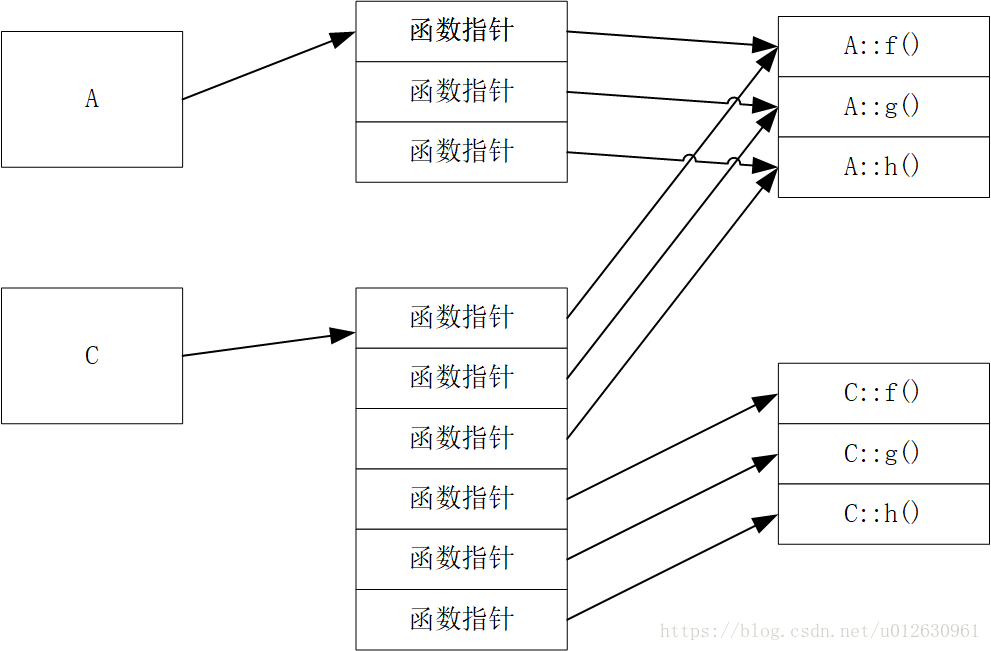 A
函数指针
函数指针
函数指针
A::f()
A::g()
A::h()
C
函数指针
函数指针
函数指针
函数指针
函数指针
函数指针
C::f()
C::g()
C::h()
https://blog.csdn.net/u012630961